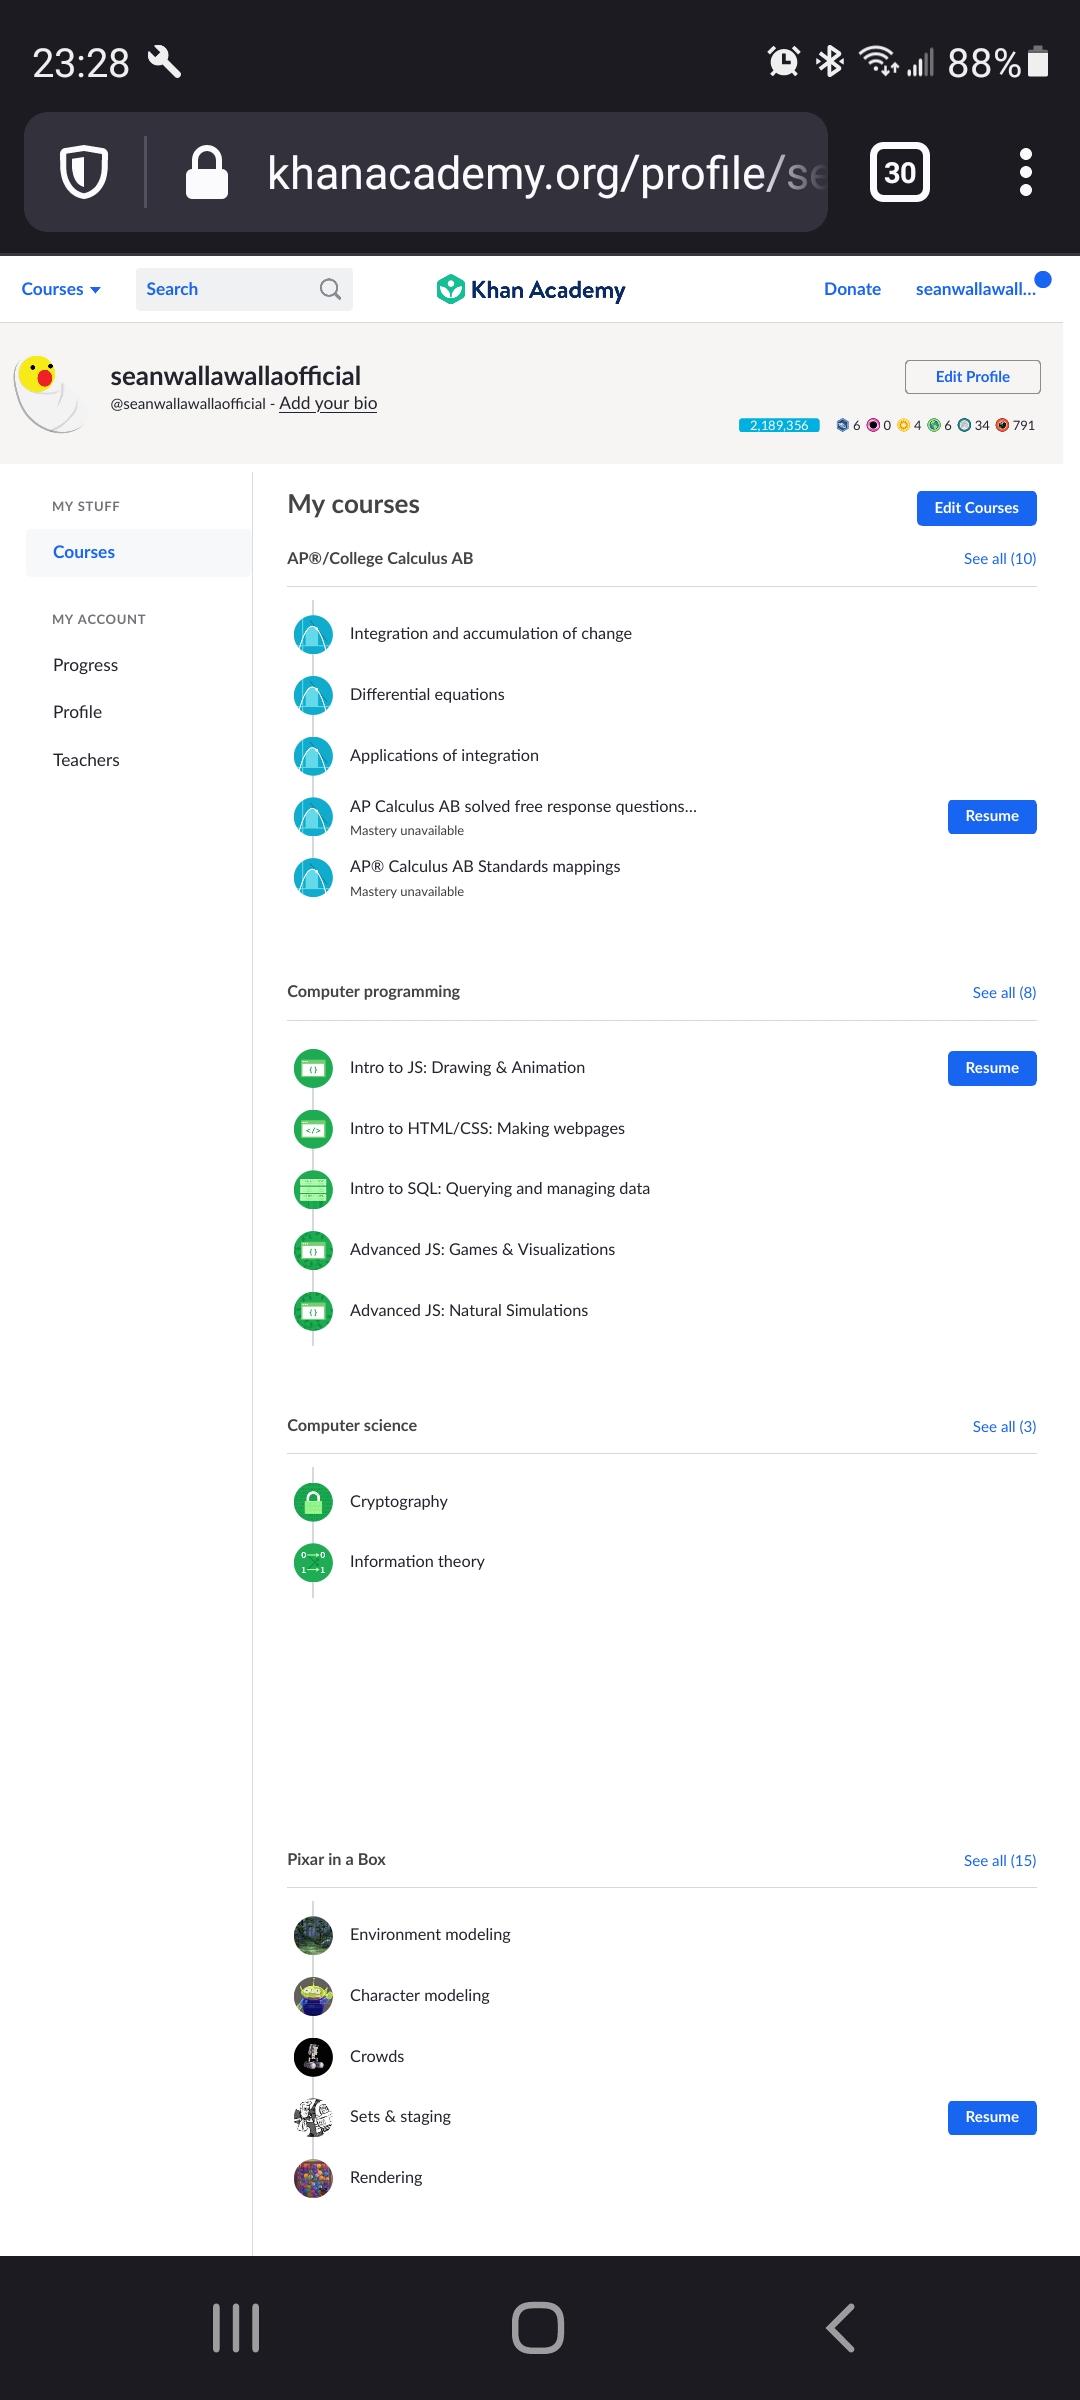 23:28
88%
khanacademy.org/profile/se
30
Courses
Search
Khan Academy
Donate
seanwallawall...
seanwallawallaofficial
@seanwallawallaofficial - Add your bio
Edit Profile
2,189,356 6 0 4 6 34 791
MY STUFF
Courses
MY ACCOUNT
Progress
Profile
Teachers
My courses
Edit Courses
AP®/College Calculus AB
See all (10)
Integration and accumulation of change
Differential equations
Applications of integration
AP Calculus AB solved free response questions...
Mastery unavailable
Resume
AP® Calculus AB Standards mappings
Mastery unavailable
Computer programming
See all (8)
Intro to JS: Drawing & Animation
Resume
Intro to HTML/CSS: Making webpages
Intro to SQL: Querying and managing data
Advanced JS: Games & Visualizations
Advanced JS: Natural Simulations
Computer science
See all (3)
Cryptography
Information theory
Pixar in a Box
See all (15)
Environment modeling
Character modeling
Crowds
Sets & staging
Resume
Rendering